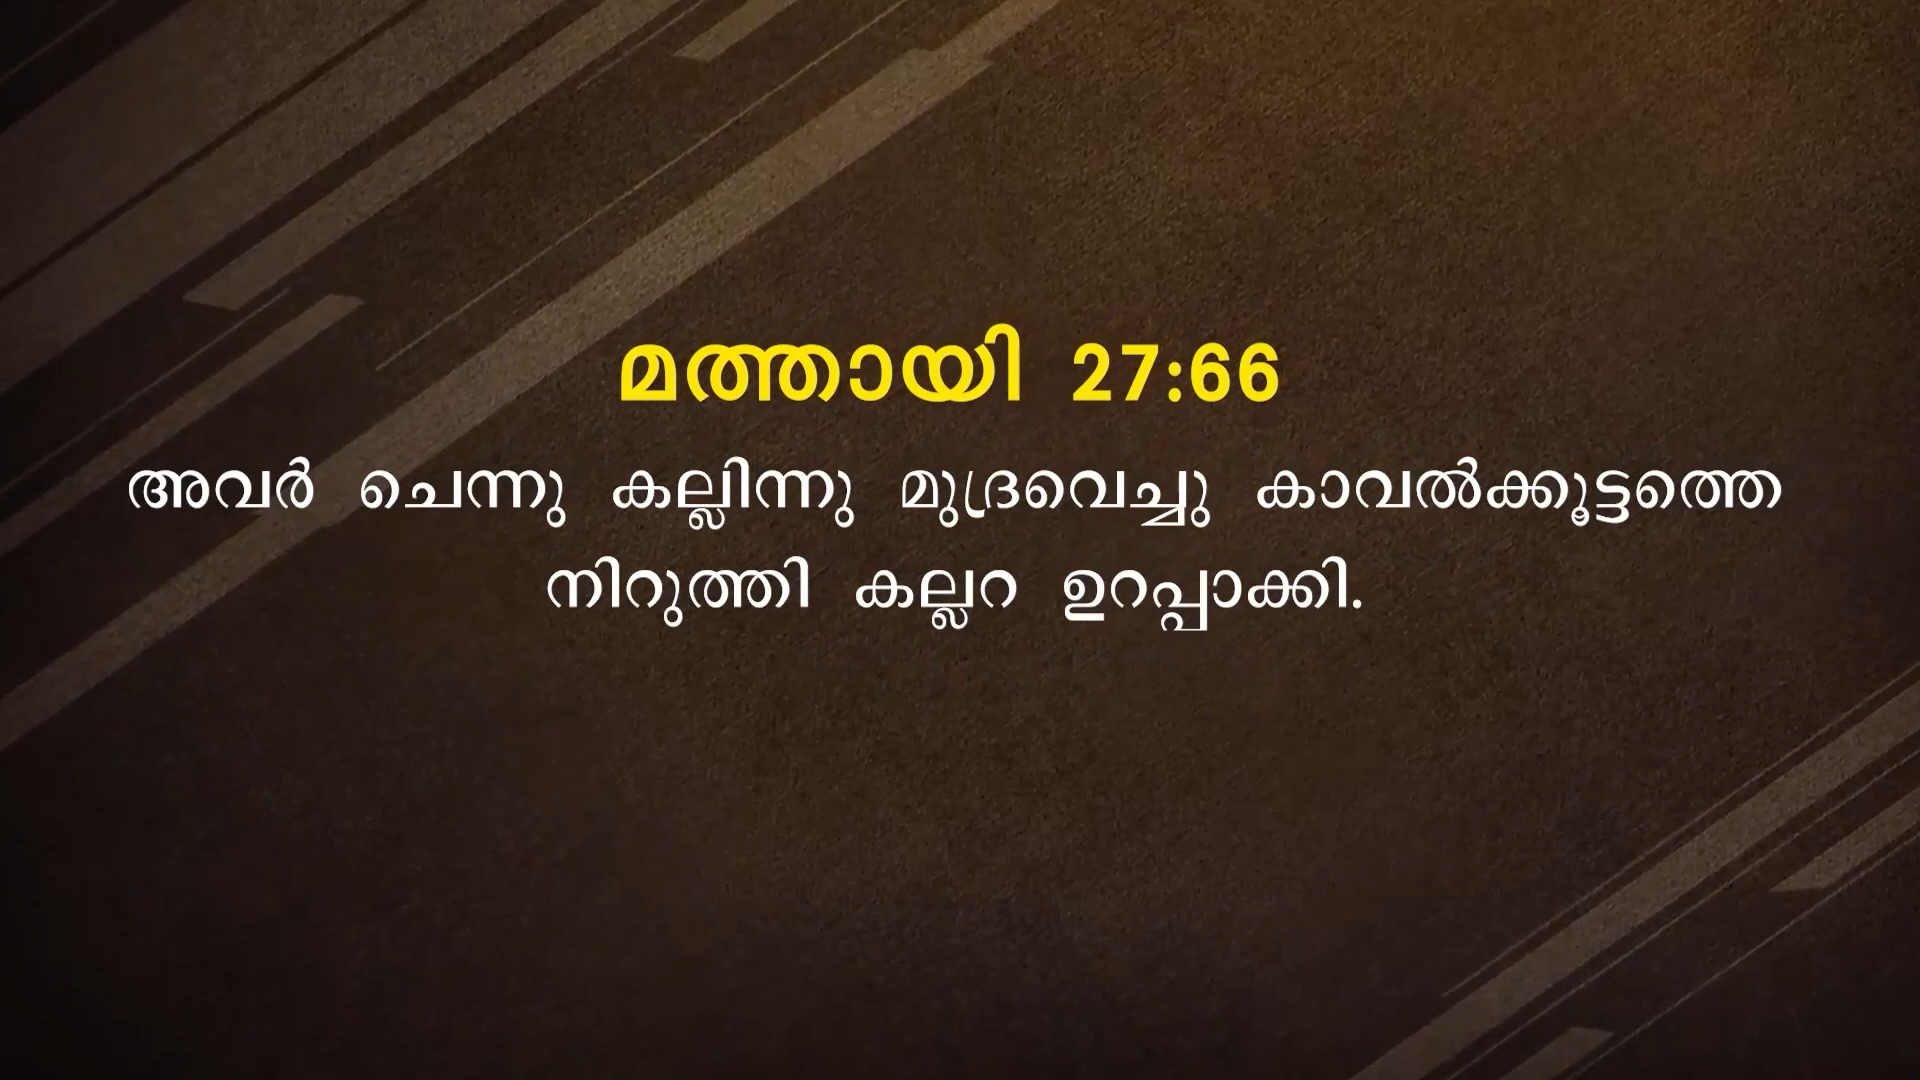 മത്തായി 27:66
അവർ ചെന്നു കല്ലിന്നു മുദ്രവെച്ചു കാവൽക്കൂട്ടത്തെ
നിറുത്തി കല്ലറ ഉറപ്പാക്കി.